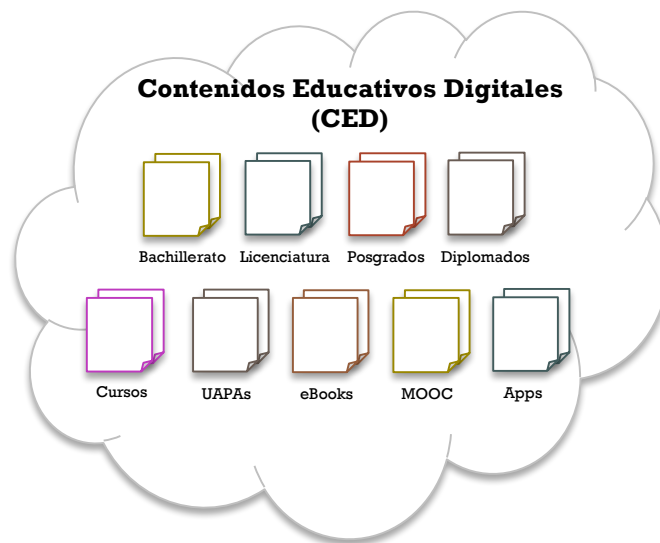 Contenidos Educativos Digitales
(CED)
Bachillerato Licenciatura Posgrados Diplomados
Cursos UAPAs eBooks MOOC Apps